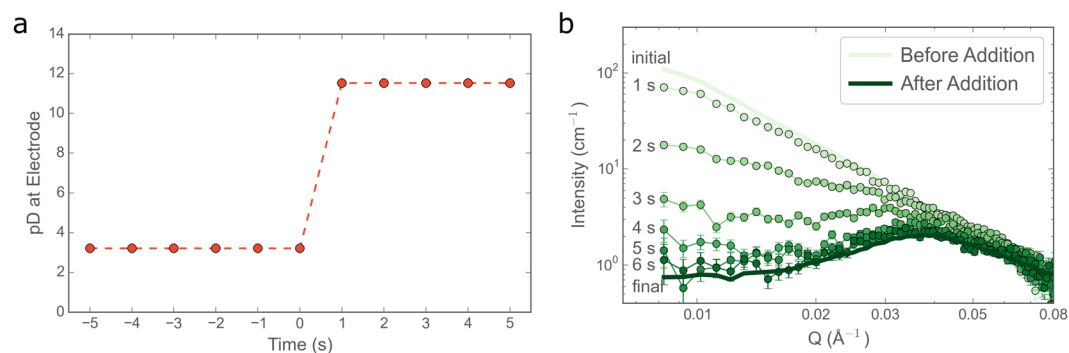 a
14
12
10
8
6
4
2
0
pD at Electrode
−5 −4 −3 −2 −1 0 1 2 3 4 5
Time (s)
b
Intensity (cm⁻¹)
10²
10¹
10⁰
initial
1 s
2 s
3 s
4 s
5 s
6 s
final
Before Addition
After Addition
0.01 0.02 0.03 0.05 0.08
Q (Å⁻¹)